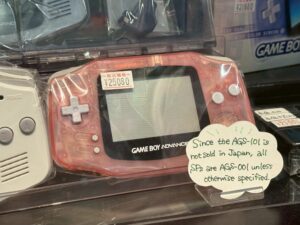 GAME BOY
¥25080
GAME BOY ADVANCE
Since the AGS-101 is
not sold in Japan, all
SPs are AGS-001 unless
otherwise specified.